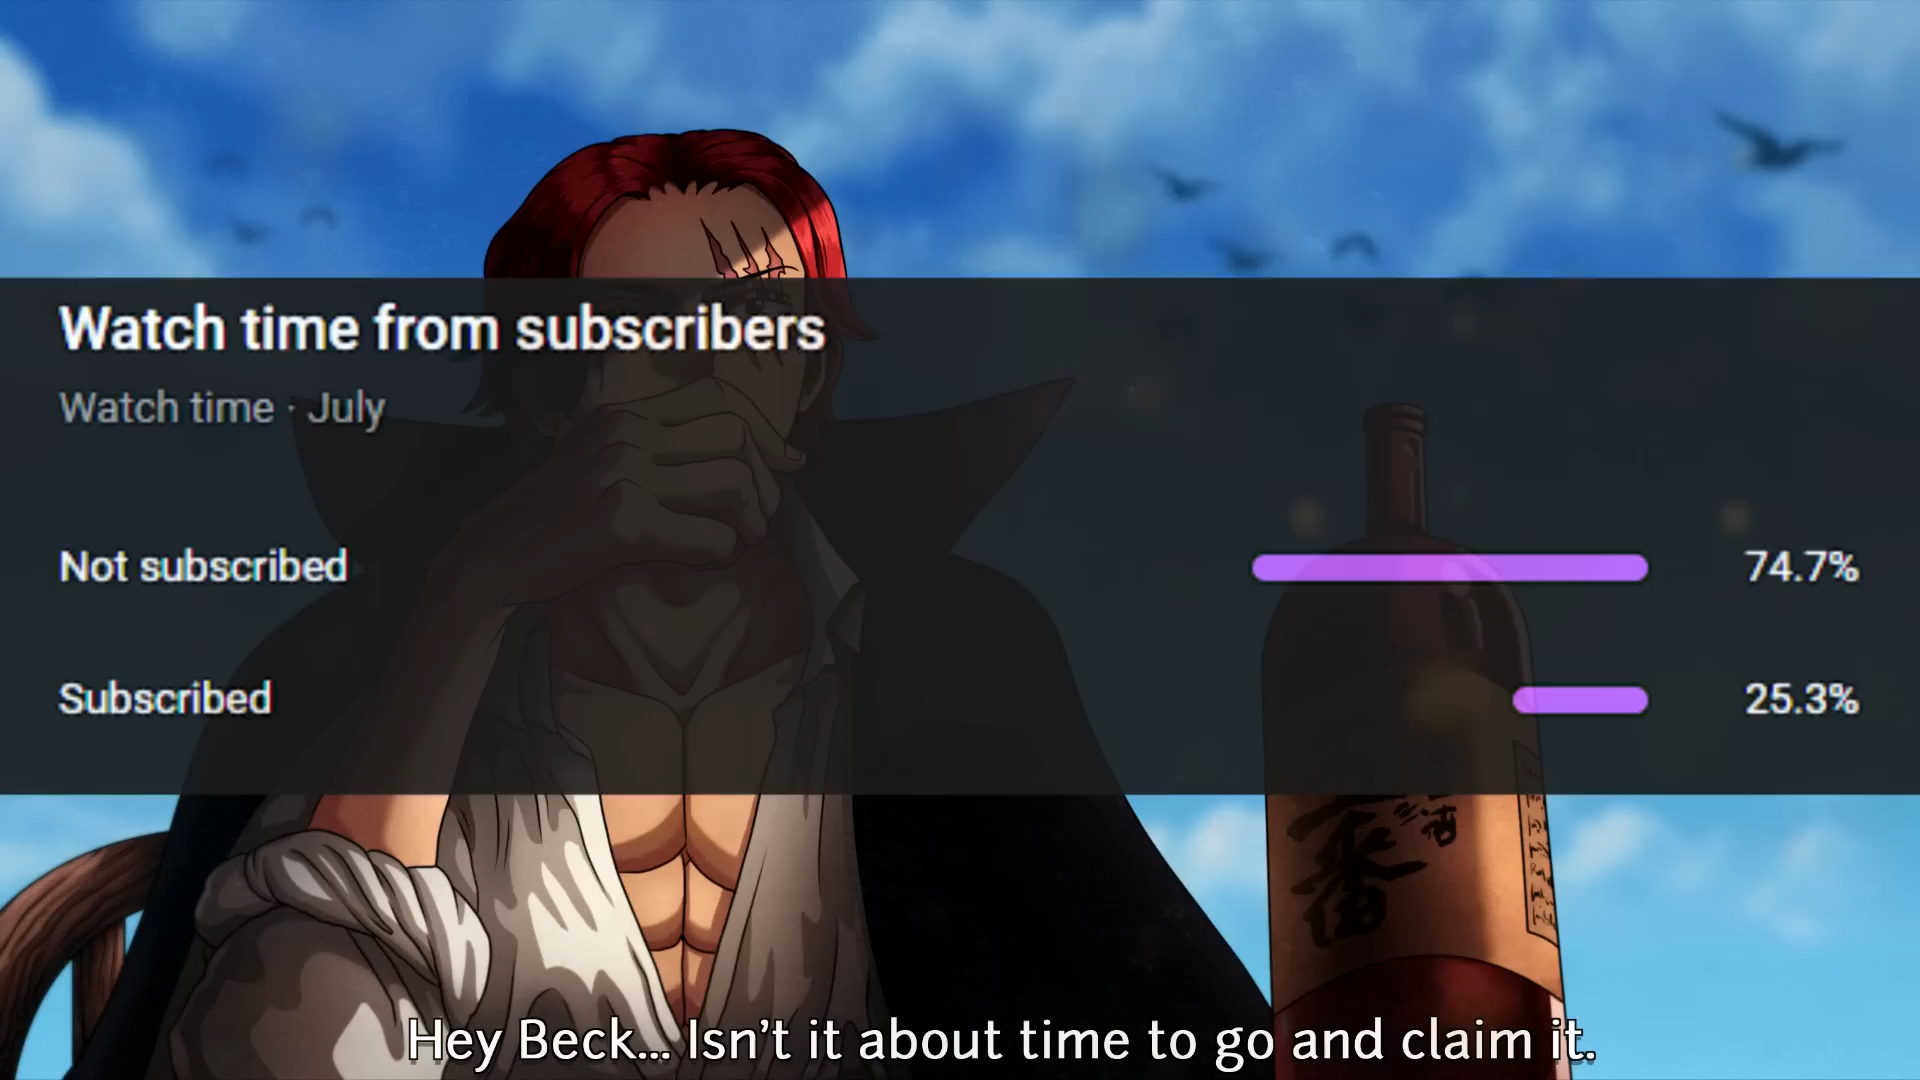 Watch time from subscribers
Watch time · July
Not subscribed
74.7%
Subscribed
25.3%
Hey Beck... Isn't it about time to go and claim it.